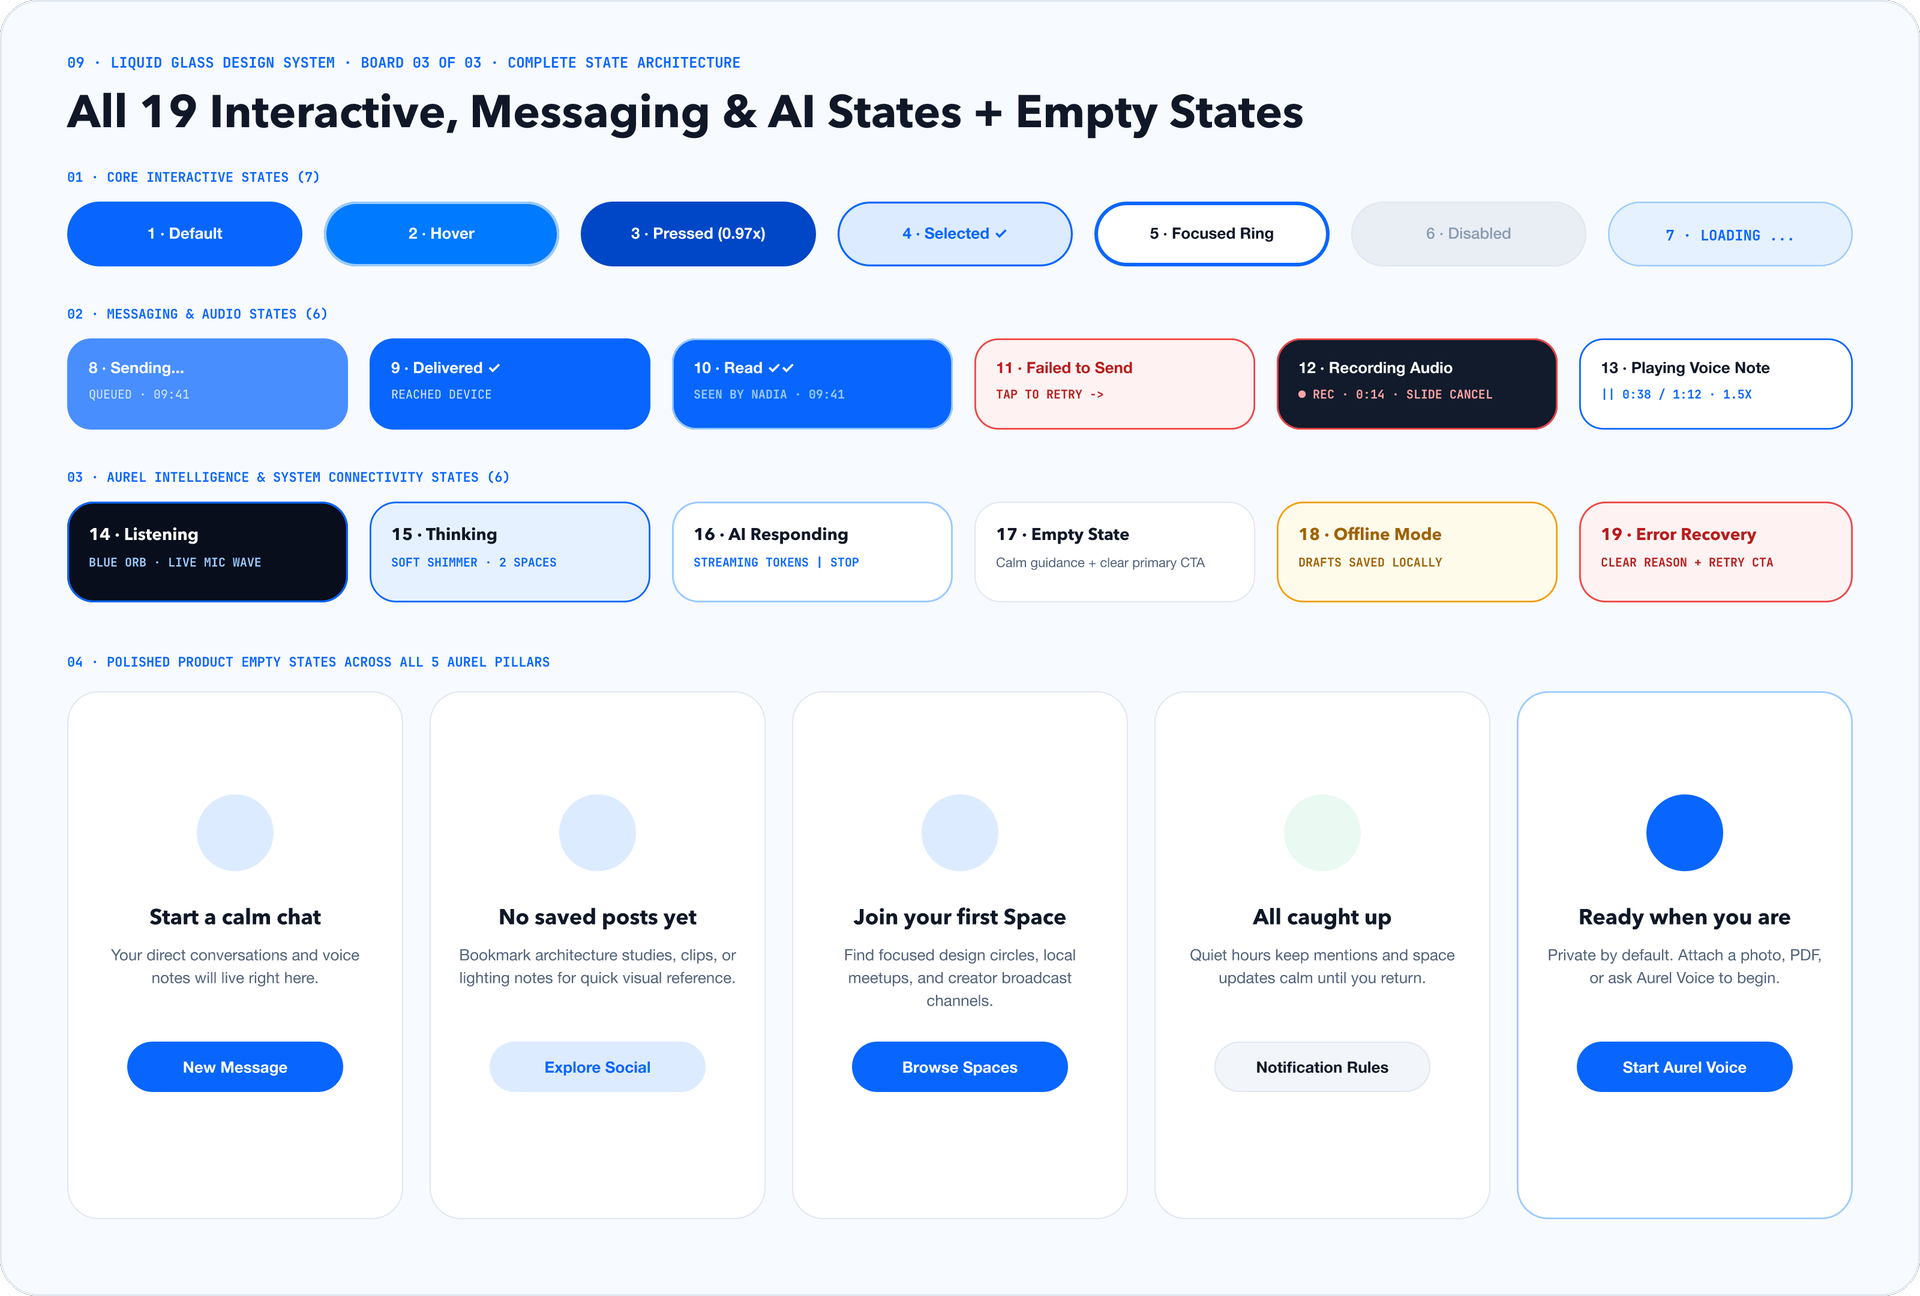 09 · LIQUID GLASS DESIGN SYSTEM · BOARD 03 OF 03 · COMPLETE STATE ARCHITECTURE
All 19 Interactive, Messaging & AI States + Empty States
01 · CORE INTERACTIVE STATES (7)
1 · Default
2 · Hover
3 · Pressed (0.97x)
4 · Selected ✓
5 · Focused Ring
6 · Disabled
7 · LOADING ...
02 · MESSAGING & AUDIO STATES (6)
8 · Sending...
QUEUED · 09:41
9 · Delivered ✓
REACHED DEVICE
10 · Read ✓✓
SEEN BY NADIA · 09:41
11 · Failed to Send
TAP TO RETRY ->
12 · Recording Audio
● REC · 0:14 · SLIDE CANCEL
13 · Playing Voice Note
|| 0:38 / 1:12 · 1.5X
03 · AUREL INTELLIGENCE & SYSTEM CONNECTIVITY STATES (6)
14 · Listening
BLUE ORB · LIVE MIC WAVE
15 · Thinking
SOFT SHIMMER · 2 SPACES
16 · AI Responding
STREAMING TOKENS | STOP
17 · Empty State
Calm guidance + clear primary CTA
18 · Offline Mode
DRAFTS SAVED LOCALLY
19 · Error Recovery
CLEAR REASON + RETRY CTA
04 · POLISHED PRODUCT EMPTY STATES ACROSS ALL 5 AUREL PILLARS
Start a calm chat
Your direct conversations and voice
notes will live right here.
New Message
No saved posts yet
Bookmark architecture studies, clips, or
lighting notes for quick visual reference.
Explore Social
Join your first Space
Find focused design circles, local
meetups, and creator broadcast
channels.
Browse Spaces
All caught up
Quiet hours keep mentions and space
updates calm until you return.
Notification Rules
Ready when you are
Private by default. Attach a photo, PDF,
or ask Aurel Voice to begin.
Start Aurel Voice